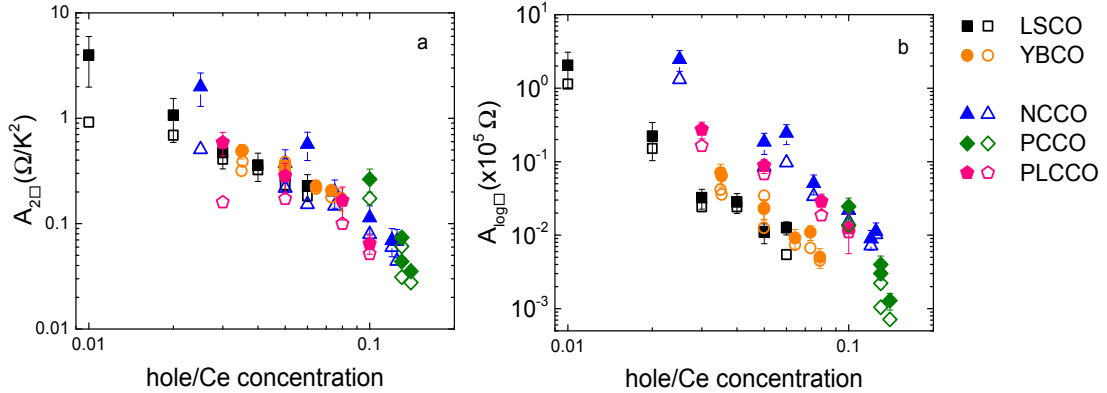 a
10
1
0.1
0.01
A2□(Ω/K²)
0.01
0.1
hole/Ce concentration
b
10⁰
10⁻¹
10⁻²
10⁻³
Alog□(x10⁵ Ω)
0.01
0.1
hole/Ce concentration
LSCO
YBCO
NCCO
PCCO
PLCCO